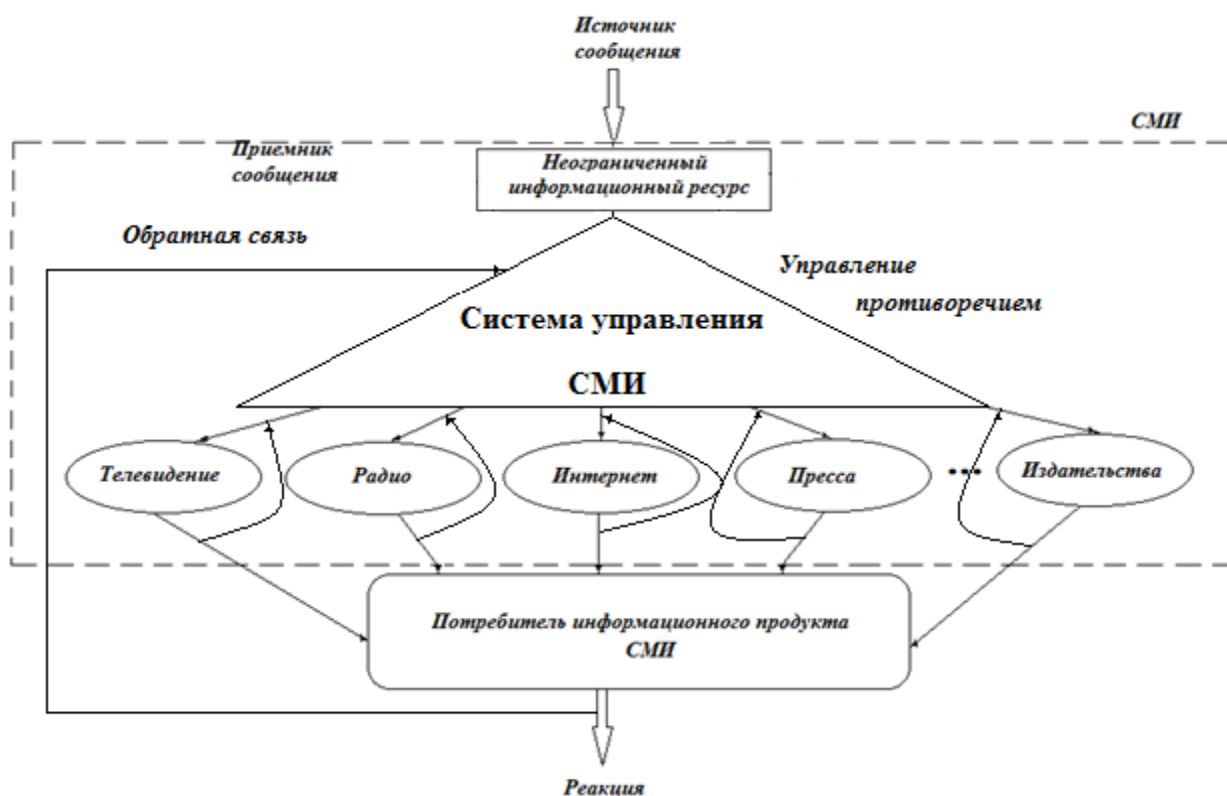 Источник
сообщения
СМИ
Приемник
сообщения
Неограниченный
информационный ресурс
Обратная связь
Управление
противоречием
Система управления
СМИ
Телевидение
Радио
Интернет
Пресса
...
Издательства
Потребитель информационного продукта
СМИ
Реакция